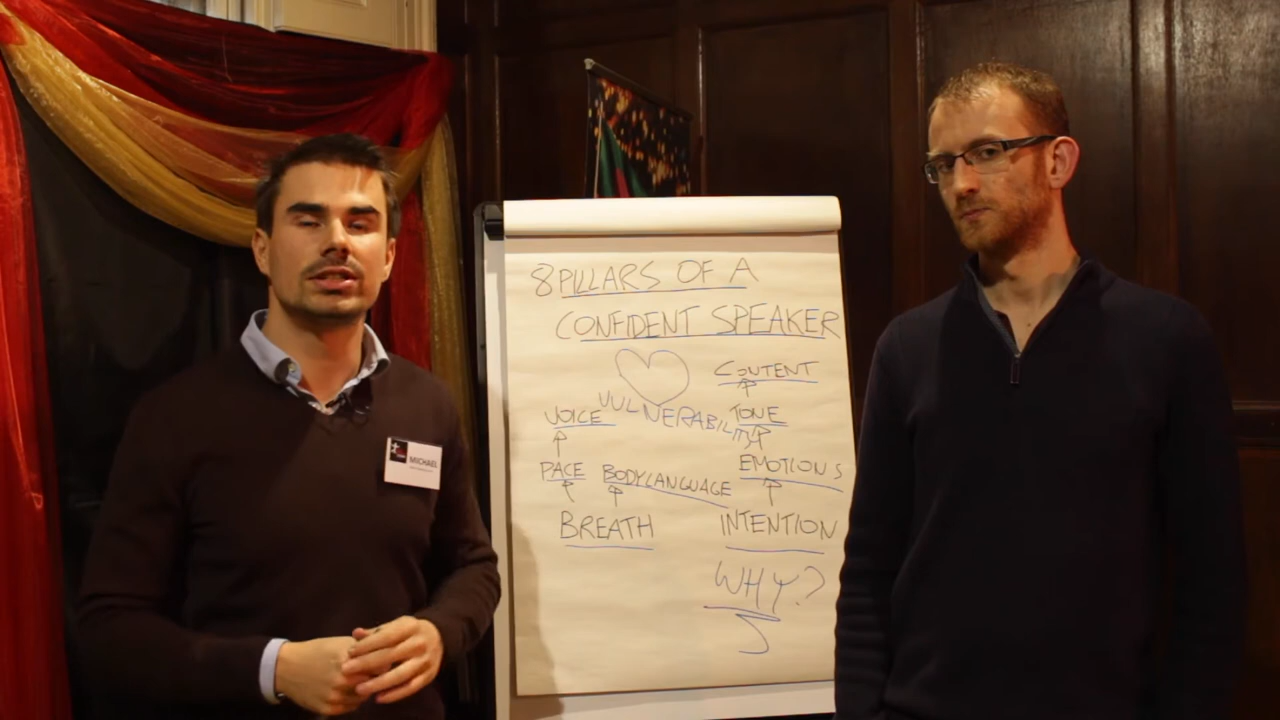 8 PILLARS OF A
CONFIDENT SPEAKER
CONTENT
VOICE VULNERABILITY TONE
PACE BODYLANGUAGE EMOTIONS
BREATH INTENTION
WHY?
MICHAEL